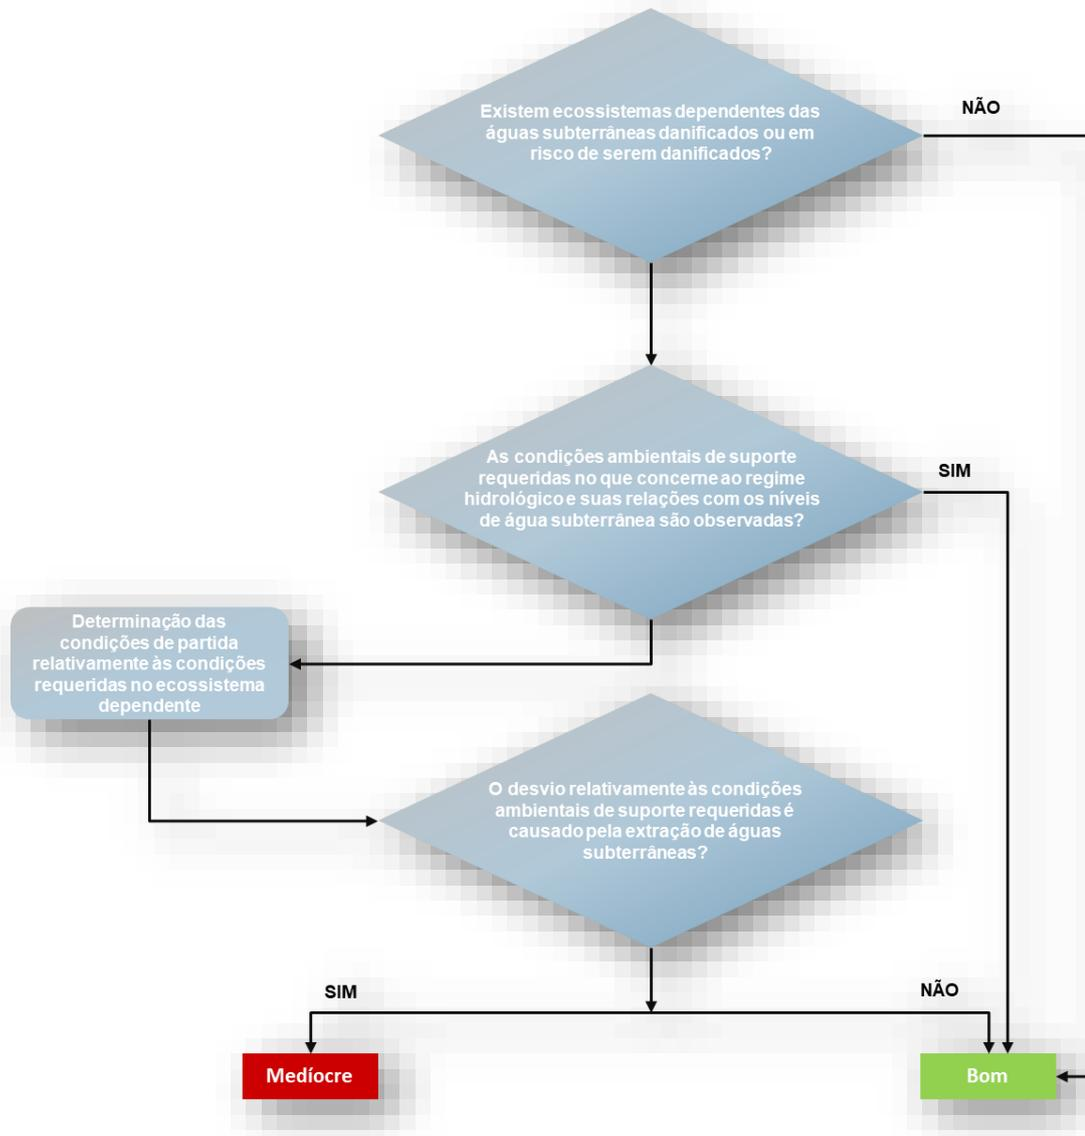 Existem ecossistemas dependentes das
águas subterrâneas danificados ou em
risco de serem danificados?
NÃO
As condições ambientais de suporte
requeridas no que concerne ao regime
hidrológico e suas relações com os níveis
de água subterrânea são observadas?
SIM
Determinação das
condições de partida
relativamente às condições
requeridas no ecossistema
dependente
O desvio relativamente às condições
ambientais de suporte requeridas é
causado pela extração de águas
subterrâneas?
SIM
NÃO
Medíocre
Bom